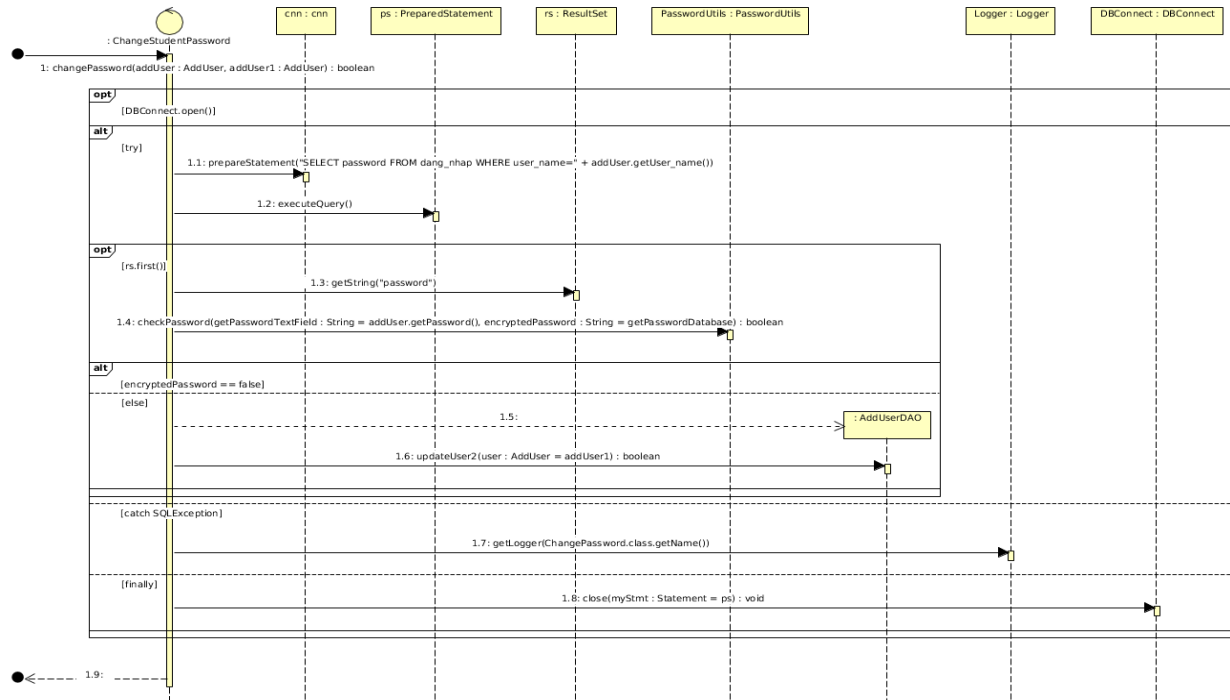 cnn : cnn
ps : PreparedStatement
rs : ResultSet
PasswordUtils : PasswordUtils
Logger : Logger
DBConnect : DBConnect
: ChangeStudentPassword
1: changePassword(addUser : AddUser, addUser1 : AddUser) : boolean
opt
[DBConnect.open()]
alt
[try]
1.1: prepareStatement("SELECT password FROM dang_nhap WHERE user_name=" + addUser.getUser_name())
1.2: executeQuery()
opt
[rs.first()]
1.3: getString("password")
1.4: checkPassword(getPasswordTextField : String = addUser.getPassword(), encryptedPassword : String = getPasswordDatabase) : boolean
alt
[encryptedPassword == false]
[else]
1.5:
: AddUserDAO
1.6: updateUser2(user : AddUser = addUser1) : boolean
[catch SQLException]
1.7: getLogger(ChangePassword.class.getName())
[finally]
1.8: close(myStmt : Statement = ps) : void
1.9: